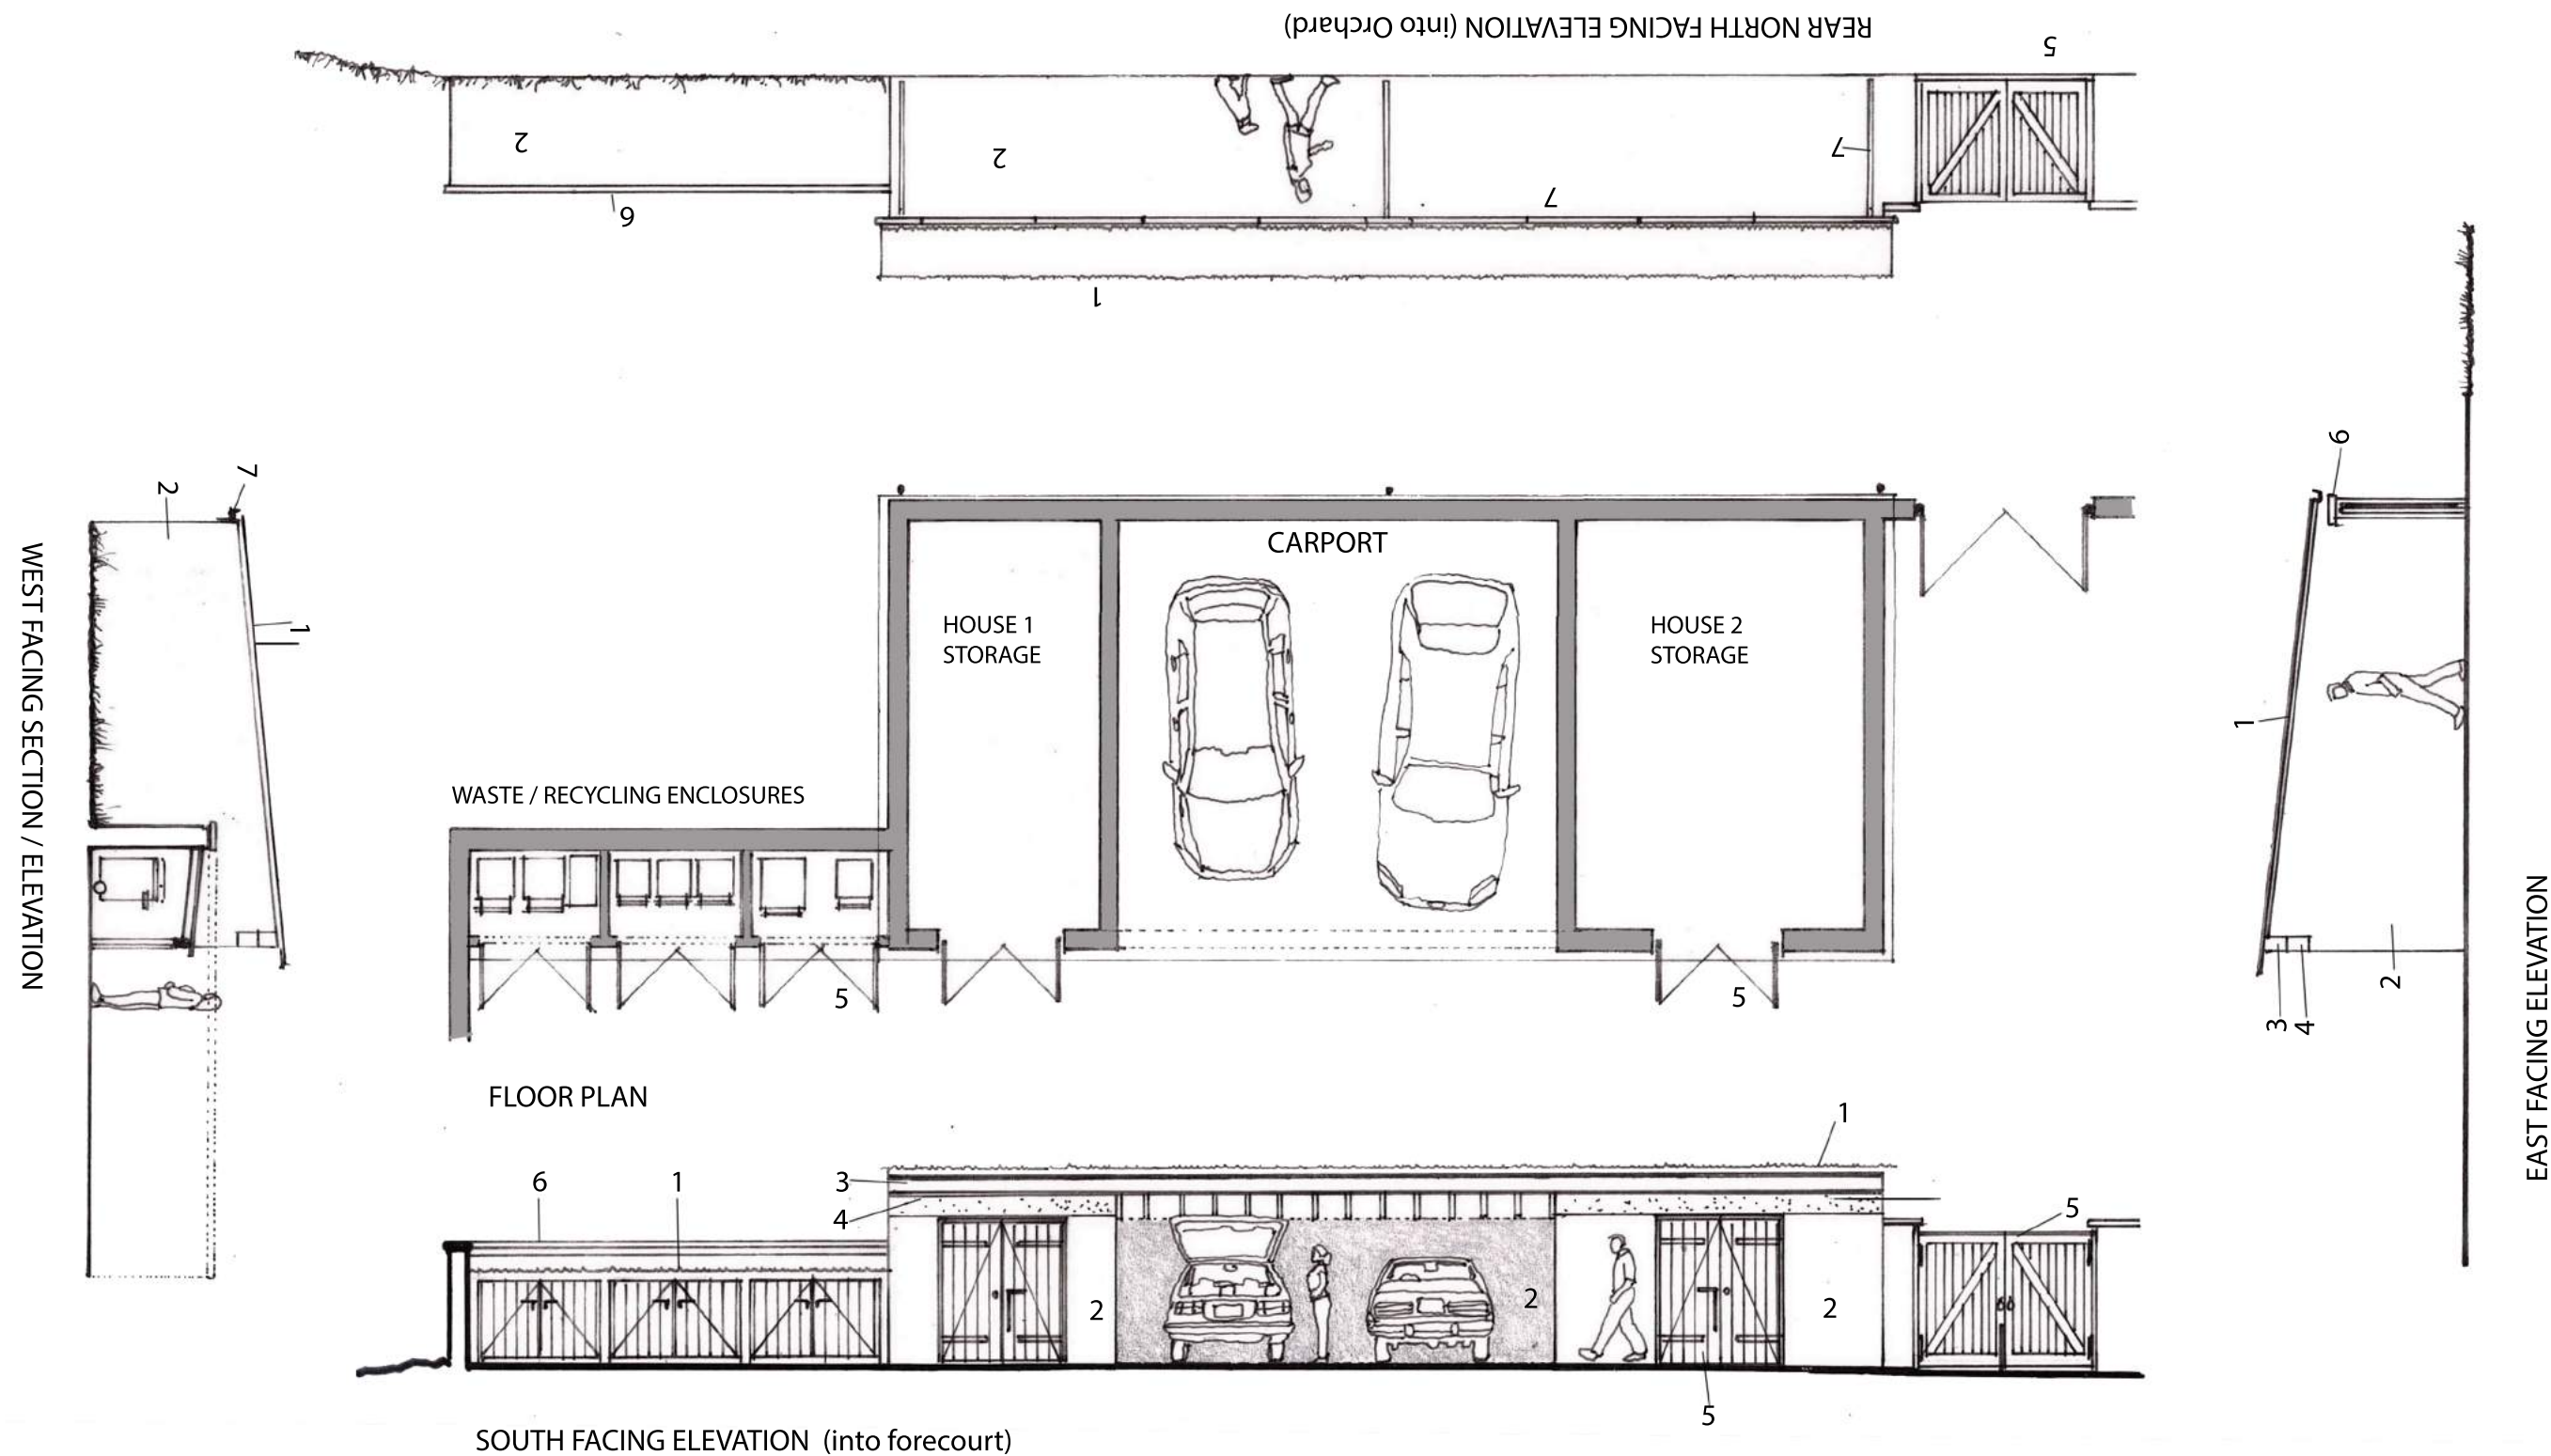 REAR NORTH FACING ELEVATION (into Orchard)
5
2
2
7
7
6
1
WEST FACING SECTION / ELEVATION
2
7
1
CARPORT
HOUSE 1
STORAGE
HOUSE 2
STORAGE
WASTE / RECYCLING ENCLOSURES
5
5
FLOOR PLAN
6
1
3
4
2
3
4
2
EAST FACING ELEVATION
1
6
1
3
4
1
5
2
2
2
5
SOUTH FACING ELEVATION (into forecourt)